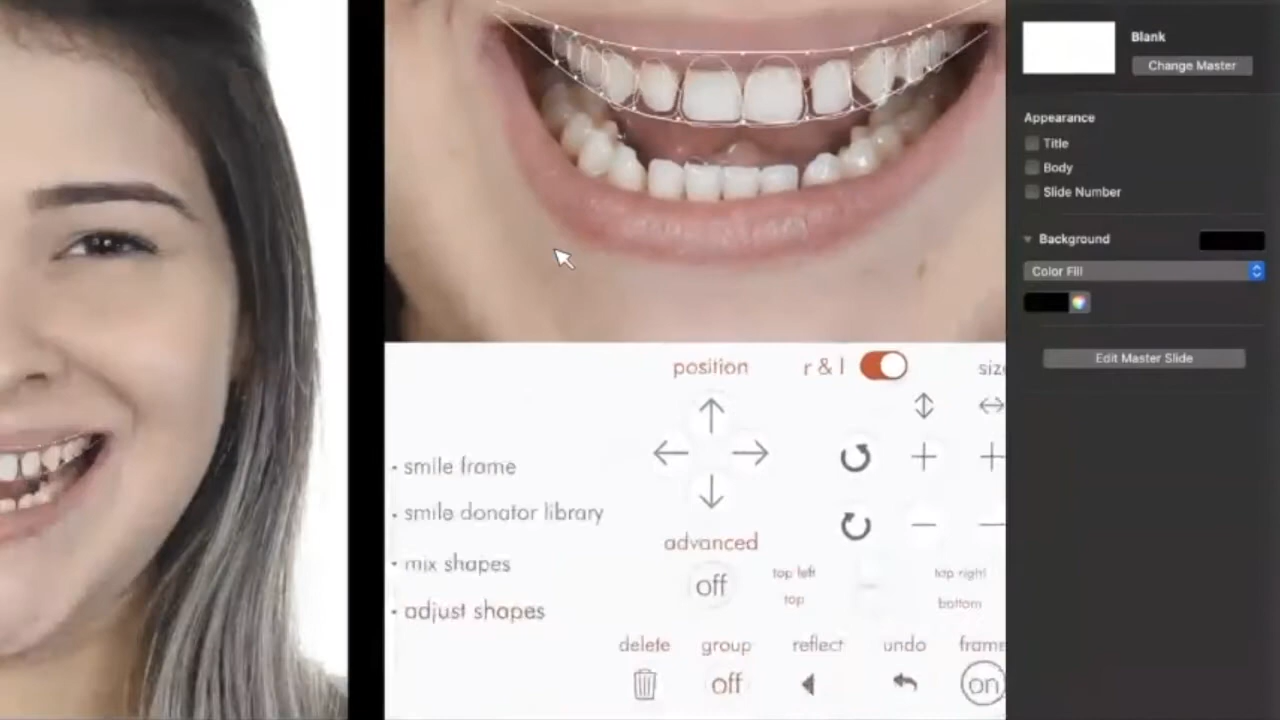 Blank
Change Master
Appearance
Title
Body
Slide Number
Background
Color Fill
Edit Master Slide
position
r & l
size
• smile frame
• smile donator library
• mix shapes
• adjust shapes
advanced
off
top left
top right
top
bottom
delete
group
reflect
undo
frame
off
on